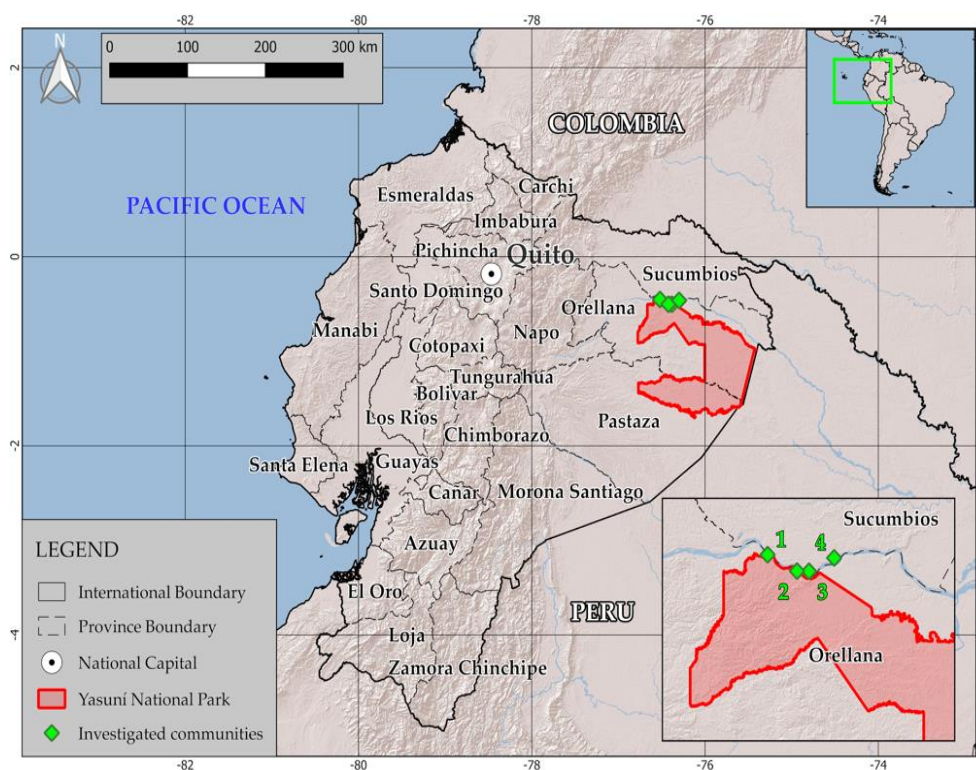 -82
-80
-78
-76
-74
N
0
100
200
300 km
2
COLOMBIA
PACIFIC OCEAN
Esmeraldas
Carchi
Imbabura
0
Pichincha
Quito
Sucumbios
Santo Domingo
Orellana
Manabi
Napo
Cotopaxi
Tungurahua
Bolivar
Los Rios
Pastaza
-2
Chimborazo
Santa Elena
Guayas
Cañar
Morona Santiago
Azuay
El Oro
PERU
-4
Loja
Zamora Chinchipe
LEGEND
International Boundary
Province Boundary
National Capital
Yasuní National Park
Investigated communities
Sucumbios
1
4
2
3
Orellana
-82
-80
-78
-76
-74